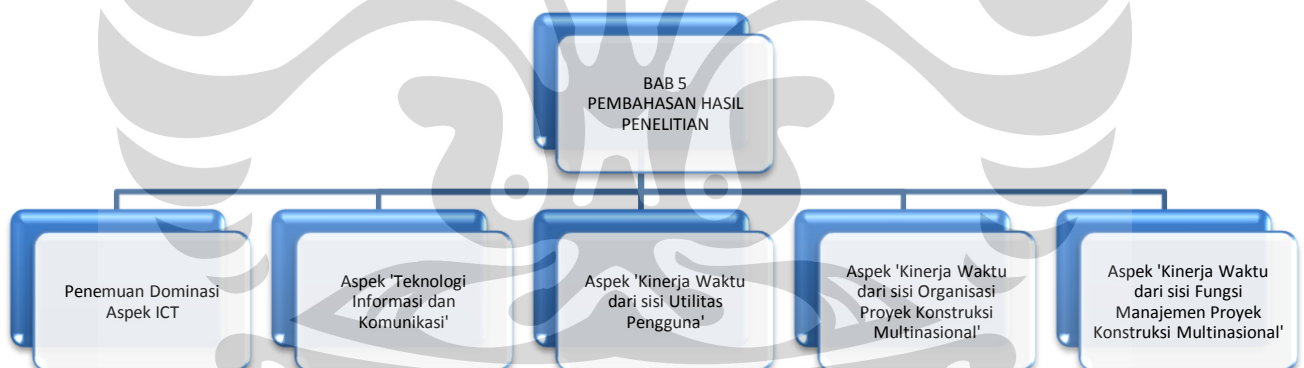 BAB 5
PEMBAHASAN HASIL
PENELITIAN
Penemuan Dominasi
Aspek ICT
Aspek 'Teknologi
Informasi dan
Komunikasi'
Aspek 'Kinerja Waktu
dari sisi Utilitas
Pengguna'
Aspek 'Kinerja Waktu
dari sisi Organisasi
Proyek Konstruksi
Multinasional'
Aspek 'Kinerja Waktu
dari sisi Fungsi
Manajemen Proyek
Konstruksi Multinasional'